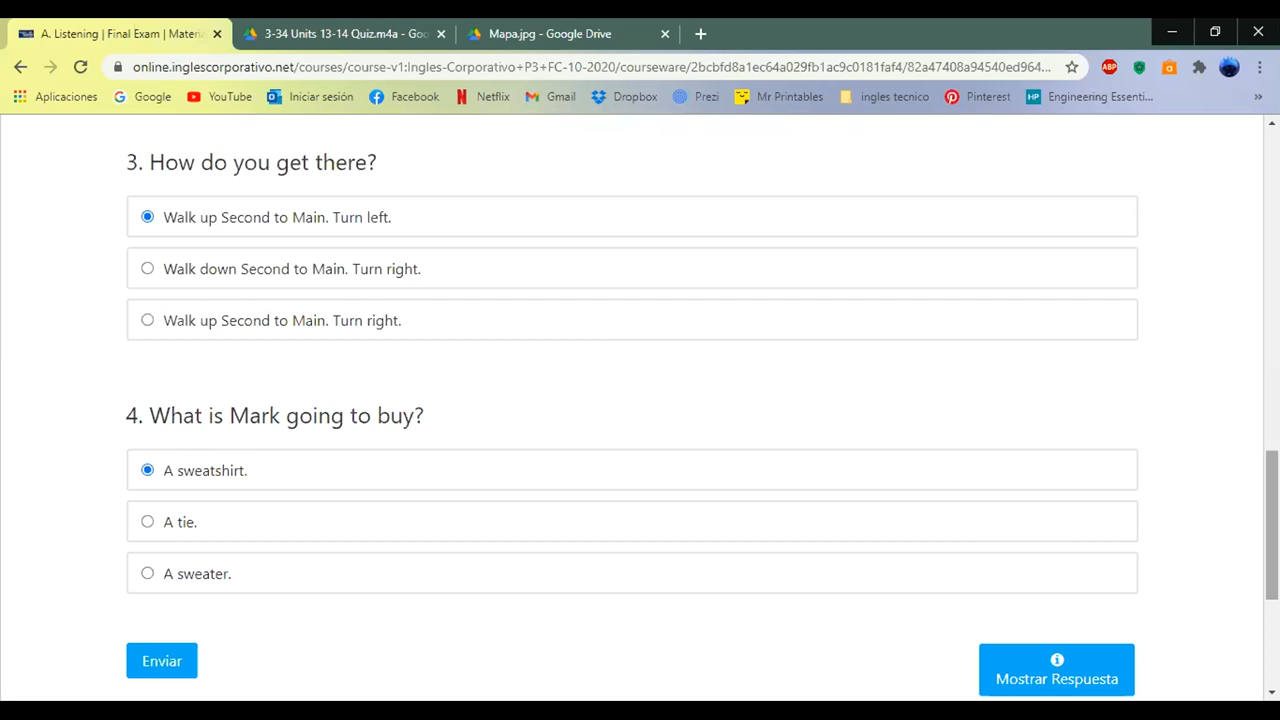 A. Listening | Final Exam | Materi
3-34 Units 13-14 Quiz.m4a - Goo
Mapa.jpg - Google Drive
online.inglescorporativo.net/courses/course-v1:Ingles-Corporativo+P3+FC-10-2020/courseware/2bcbfd8a1ec64a029fb1ac9c0181faf4/82a47408a94540ed964...
ABP
Aplicaciones
Google
YouTube
Iniciar sesión
Facebook
Netflix
Gmail
Dropbox
Prezi
Mr Printables
ingles tecnico
Pinterest
HP
Engineering Essenti...
»
3. How do you get there?
Walk up Second to Main. Turn left.
Walk down Second to Main. Turn right.
Walk up Second to Main. Turn right.
4. What is Mark going to buy?
A sweatshirt.
A tie.
A sweater.
Enviar
Mostrar Respuesta